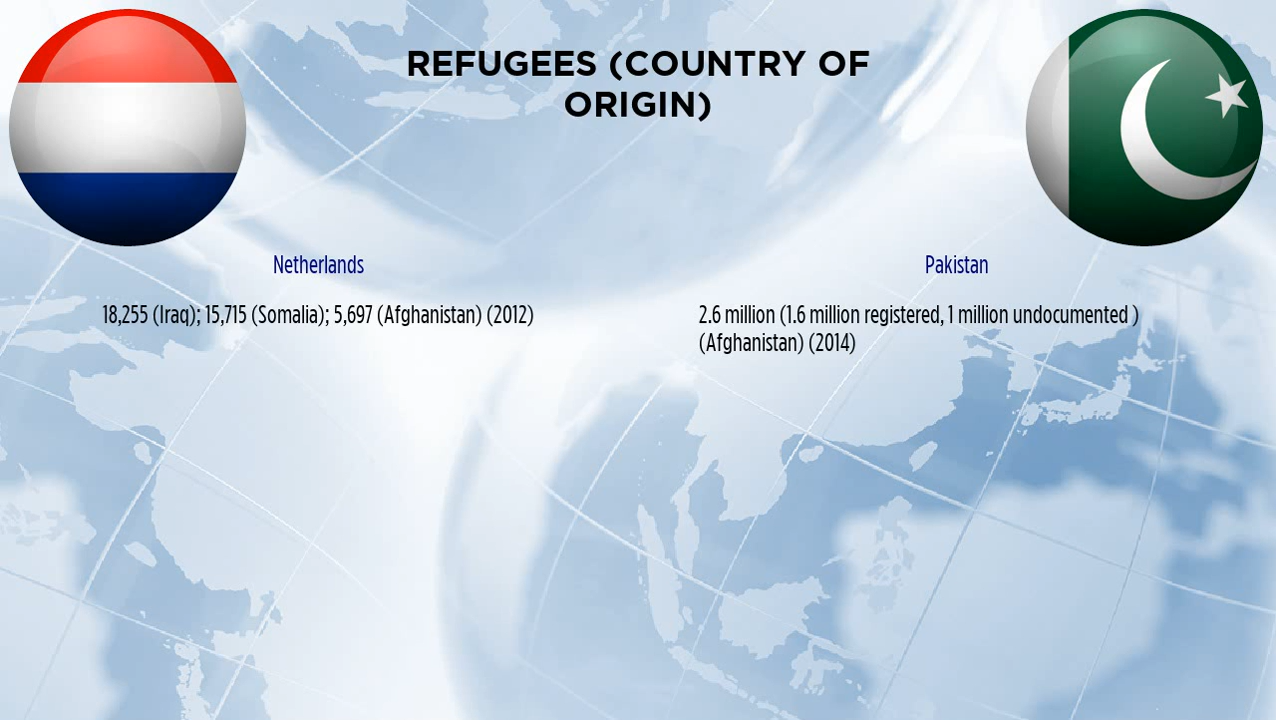 REFUGEES (COUNTRY OF
ORIGIN)
Netherlands
18,255 (Iraq); 15,715 (Somalia); 5,697 (Afghanistan) (2012)
Pakistan
2.6 million (1.6 million registered, 1 million undocumented )
(Afghanistan) (2014)